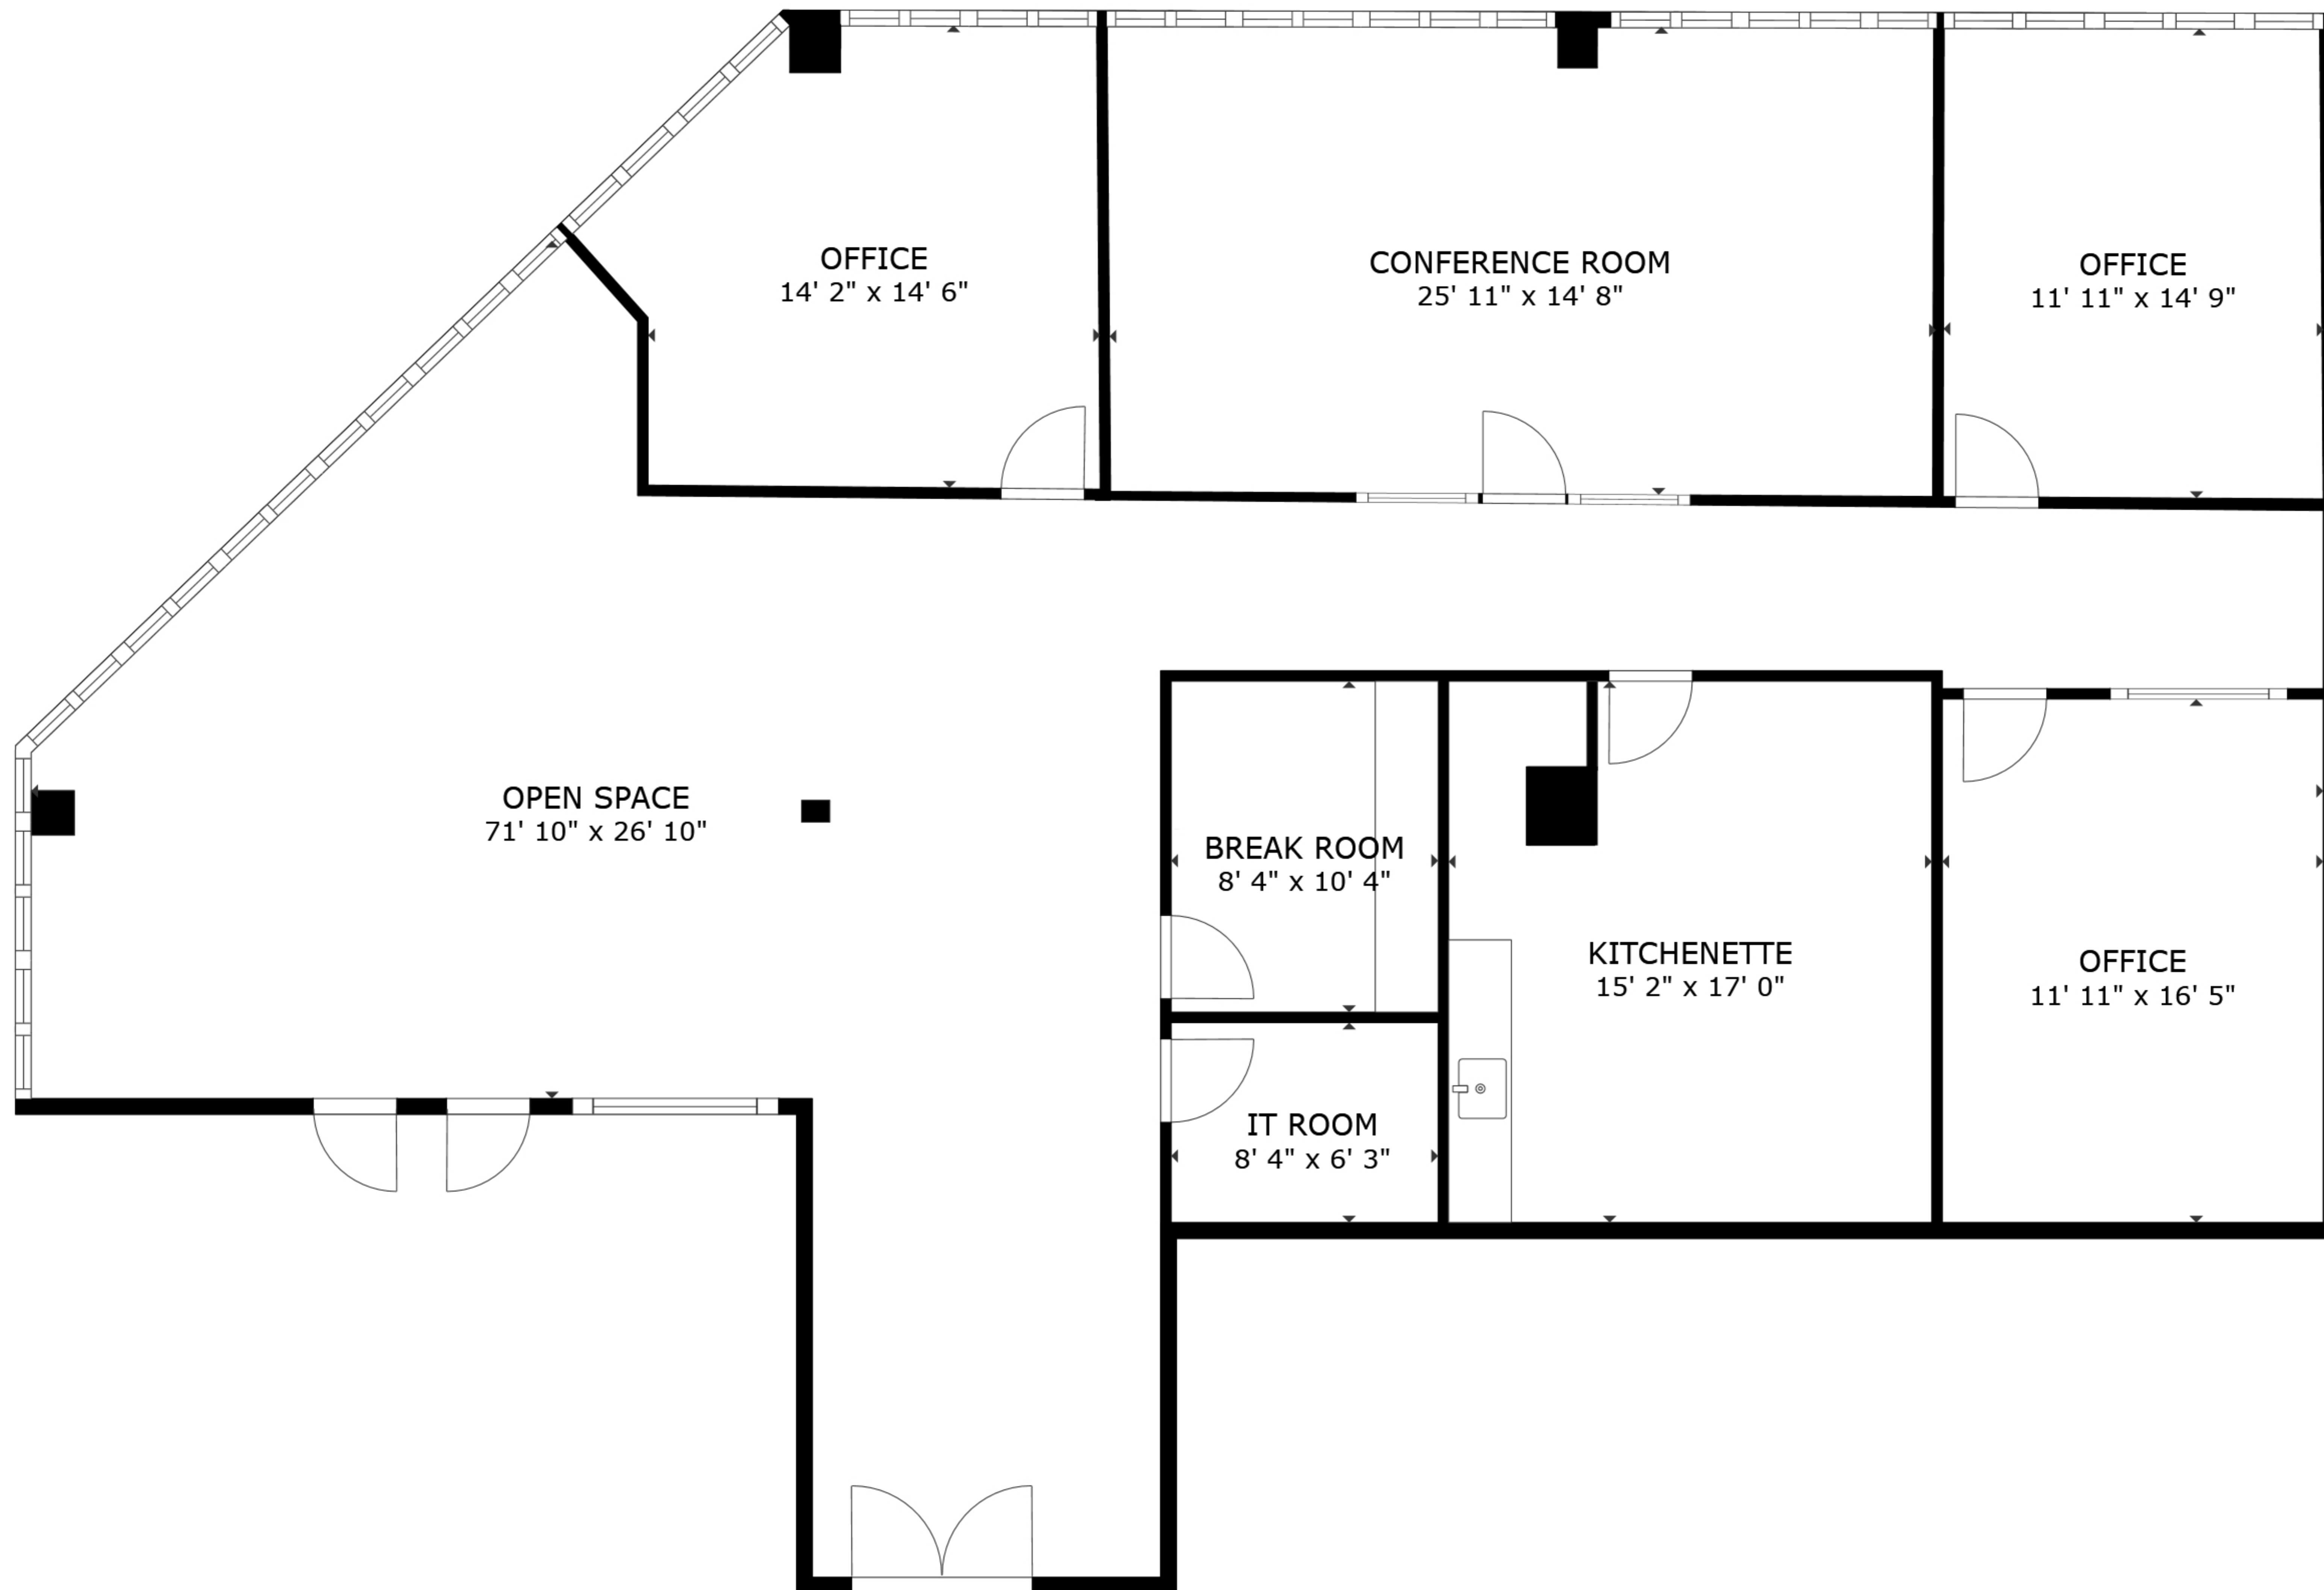 OFFICE
14' 2" x 14' 6"
CONFERENCE ROOM
25' 11" x 14' 8"
OFFICE
11' 11" x 14' 9"
OPEN SPACE
71' 10" x 26' 10"
BREAK ROOM
8' 4" x 10' 4"
KITCHENETTE
15' 2" x 17' 0"
OFFICE
11' 11" x 16' 5"
IT ROOM
8' 4" x 6' 3"